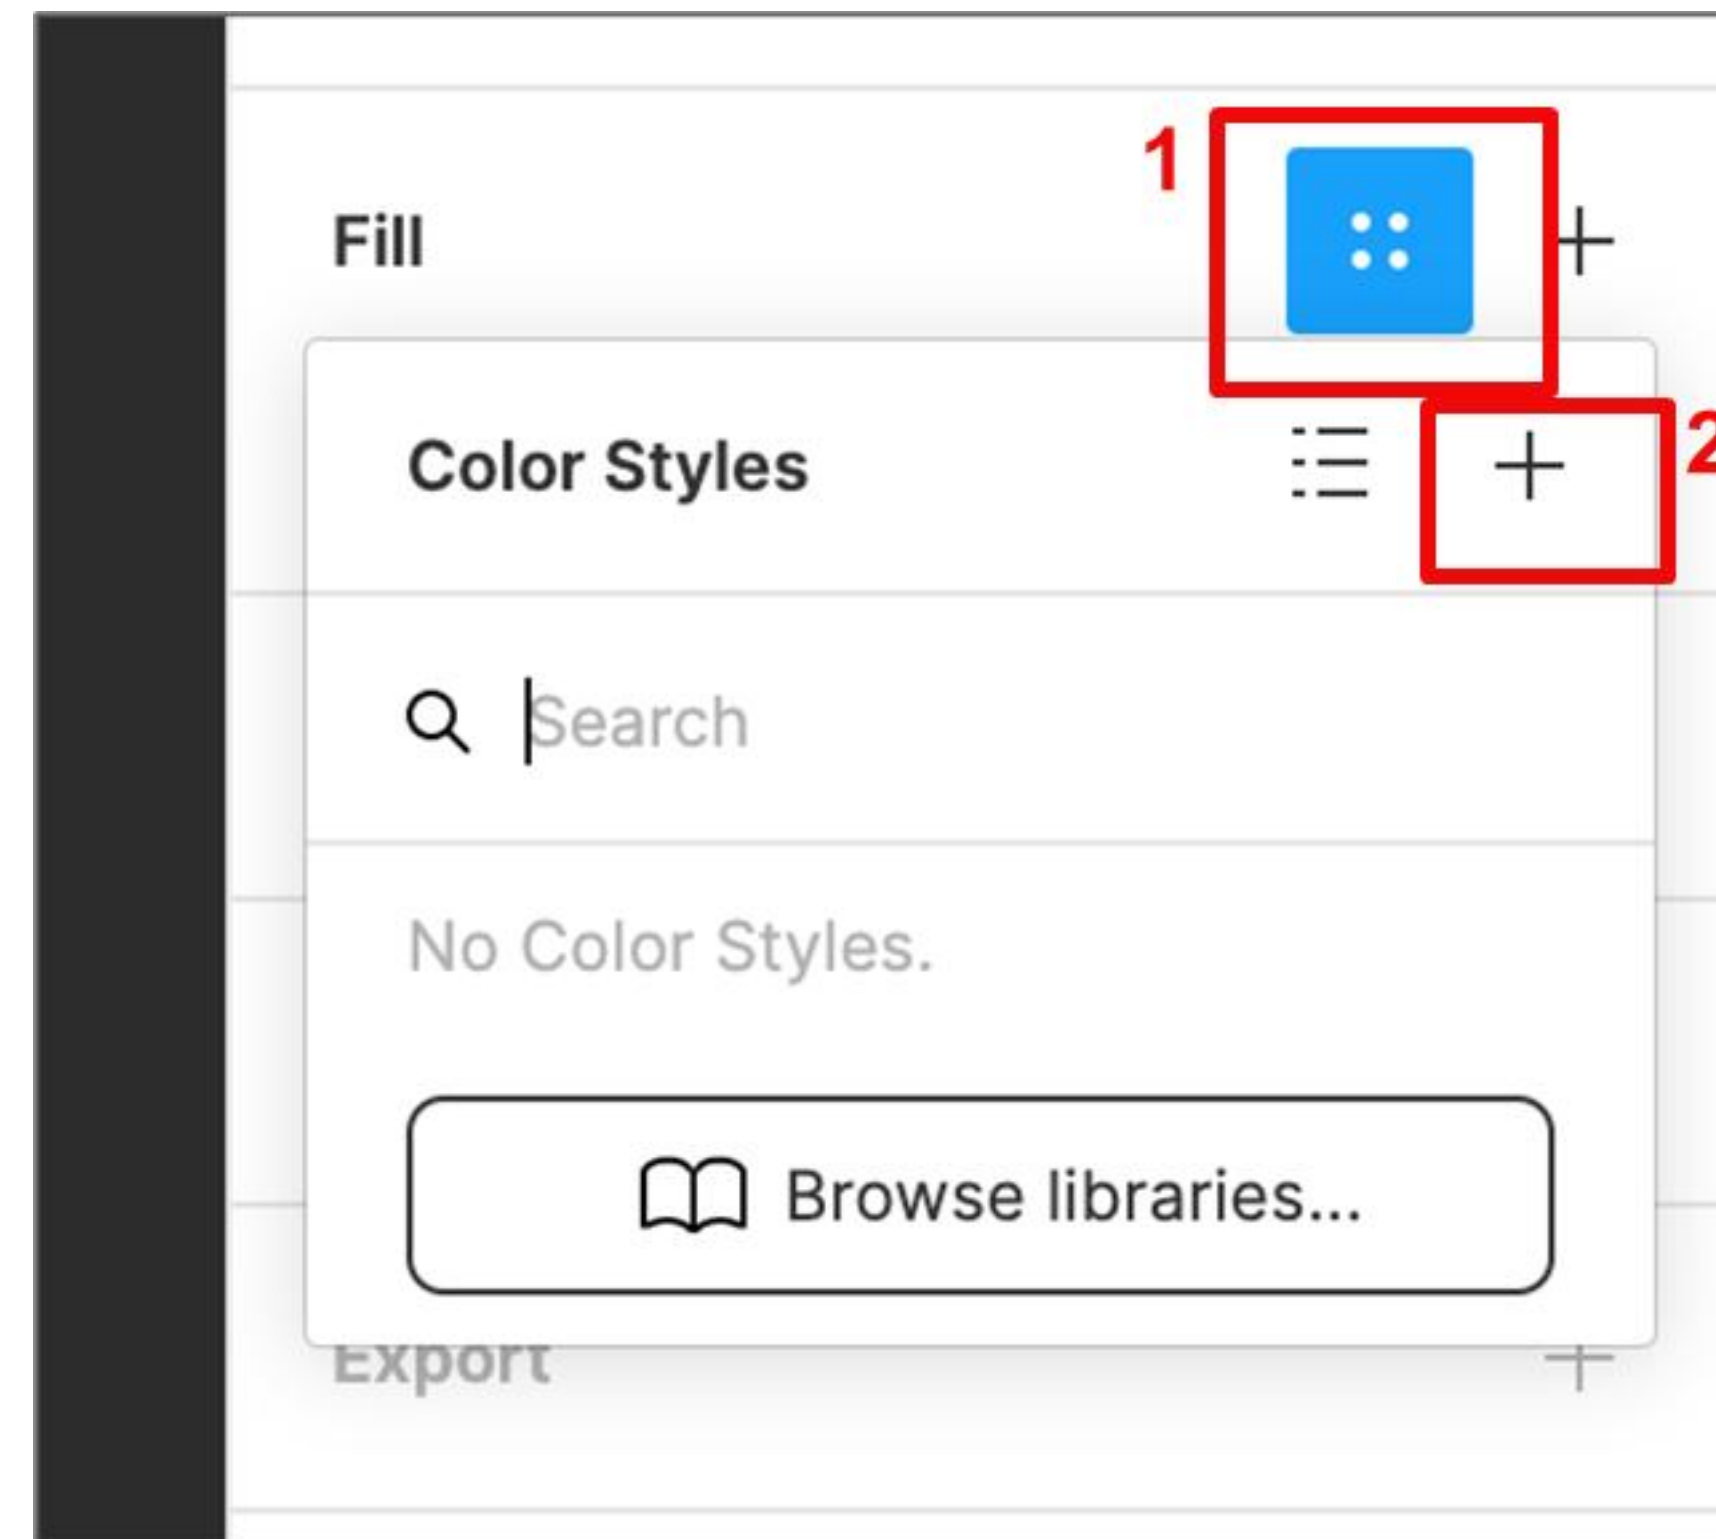 1
Fill
Color Styles
2
Search
No Color Styles.
Browse libraries...
Export